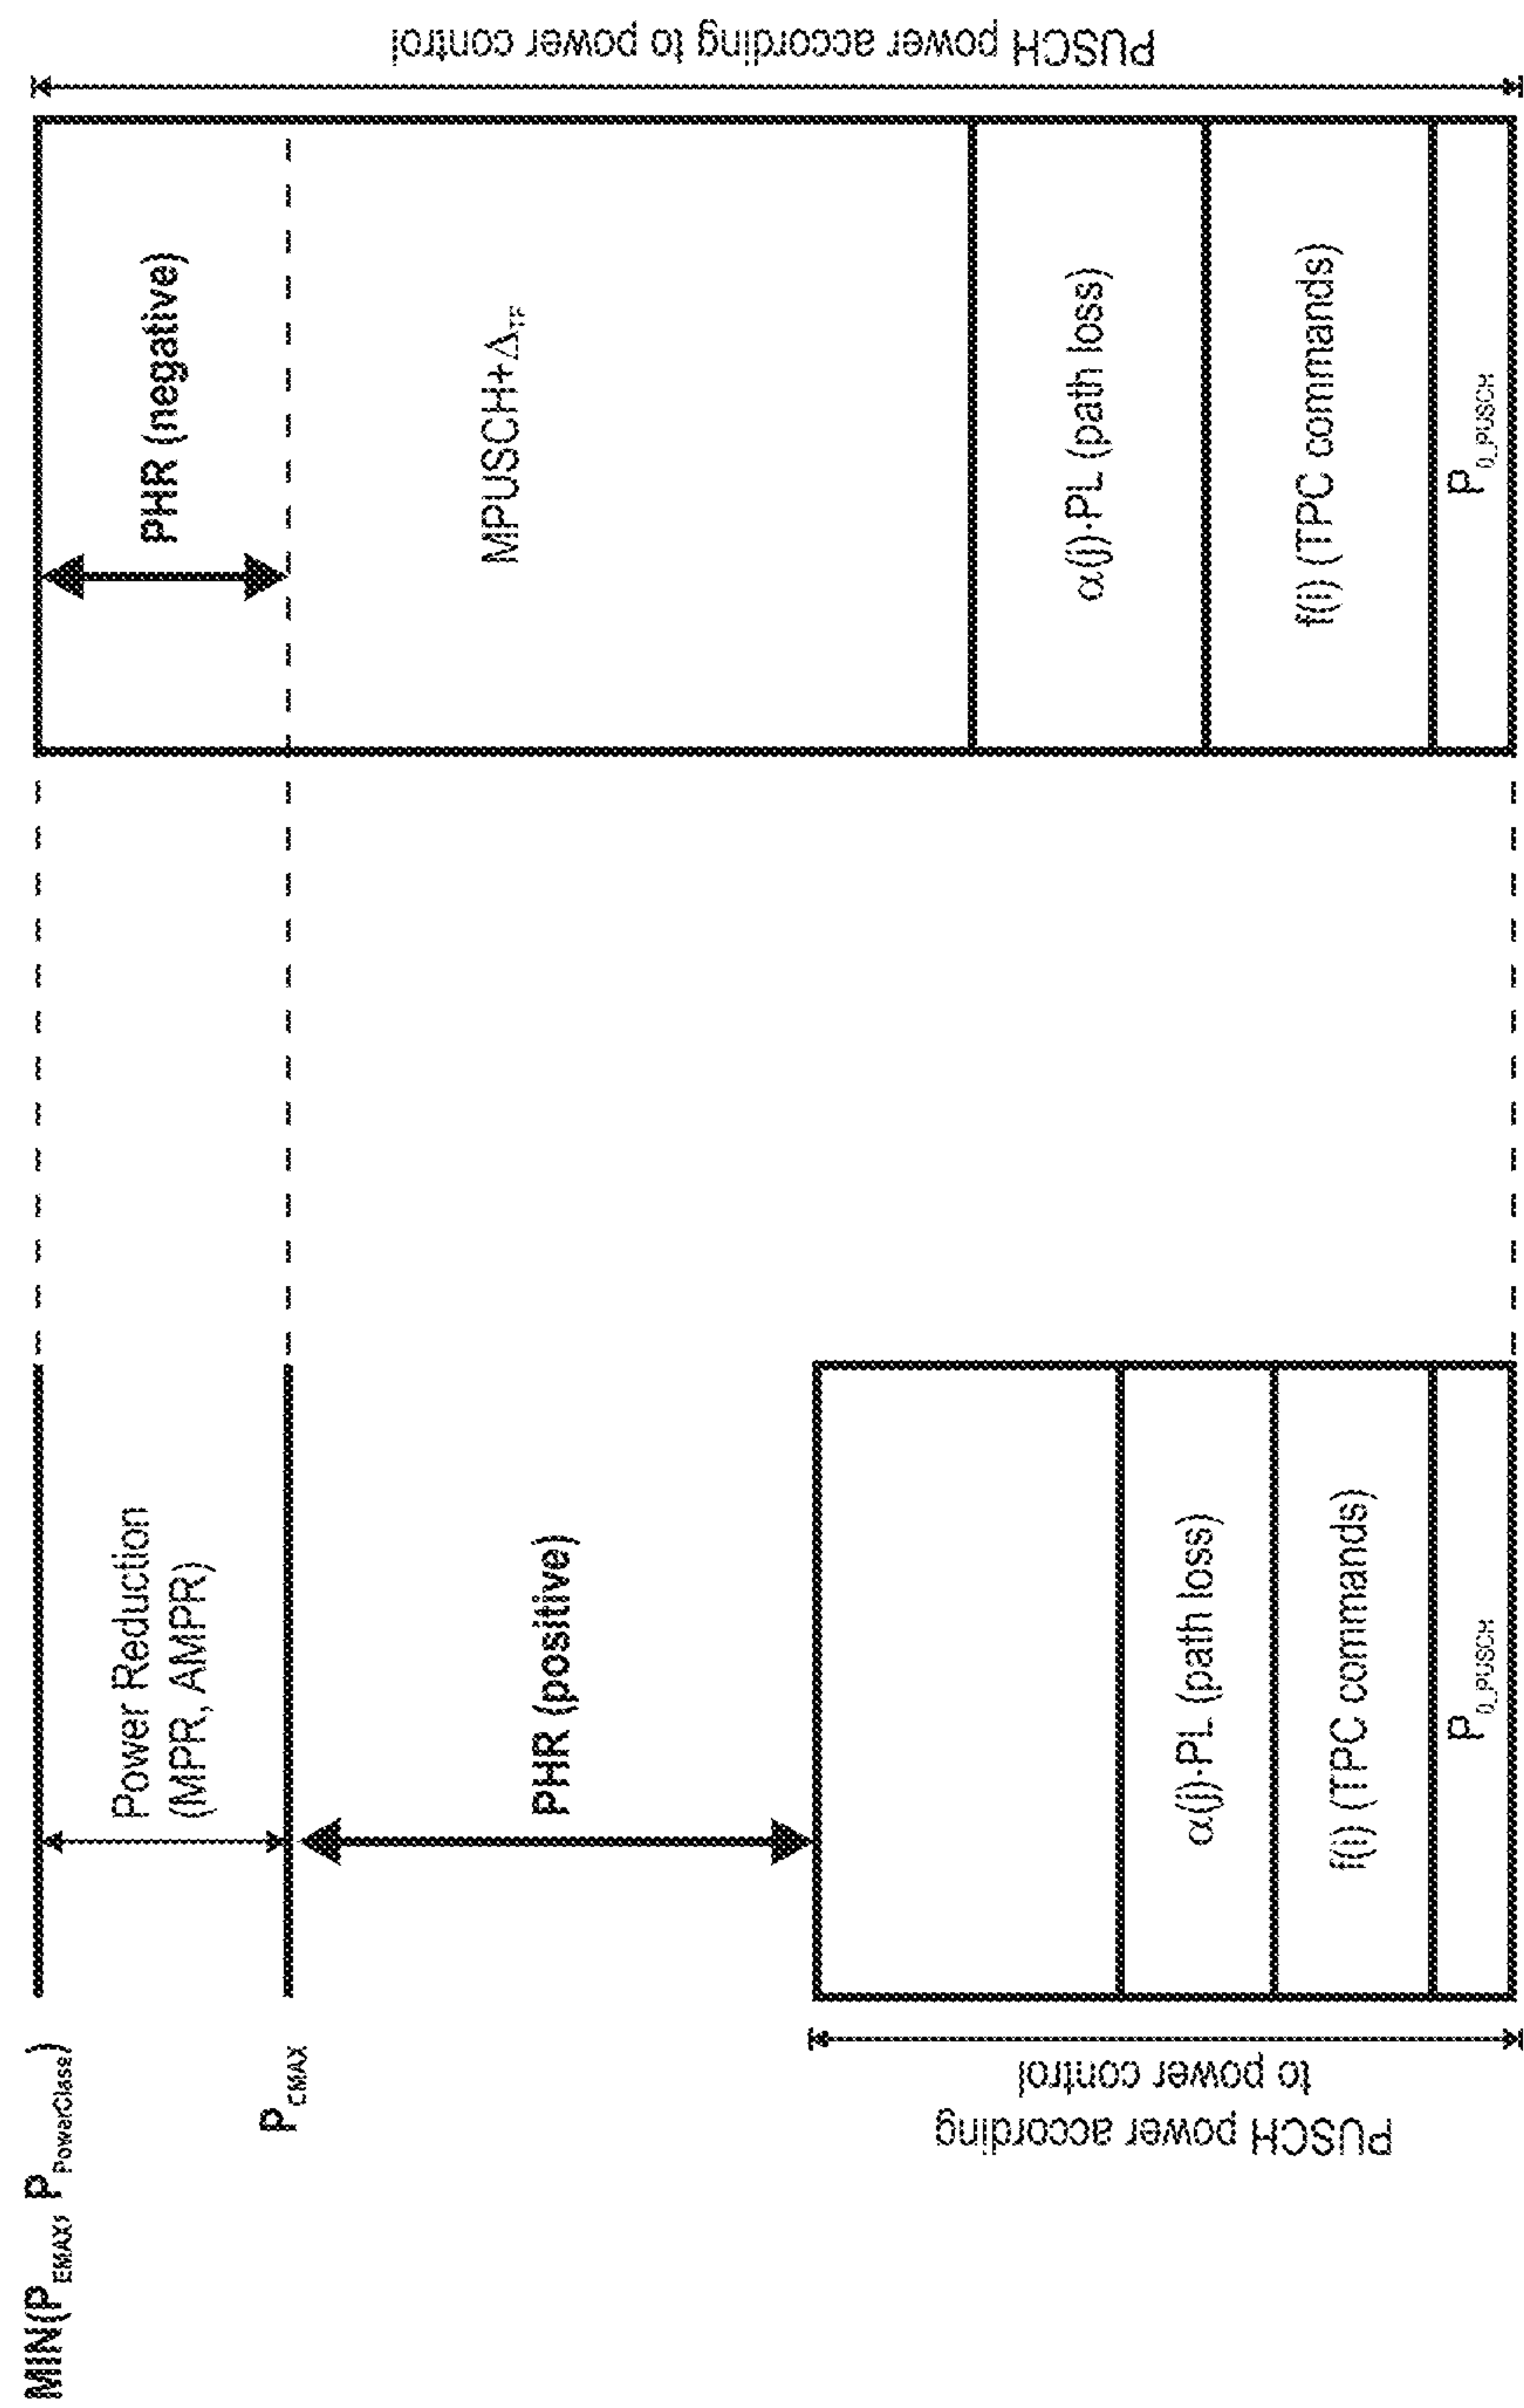 MIN(P_EMAX, P_PowerClass)
P_CMAX
Power Reduction
(MPR, AMPR)
PHR (positive)
PUSCH power according
to power control
α(j)·PL (path loss)
f(i) (TPC commands)
P_0_PUSCH
PHR (negative)
MPUSCH+Δ_TF
α(j)·PL (path loss)
f(i) (TPC commands)
P_0_PUSCH
PUSCH power according to power control